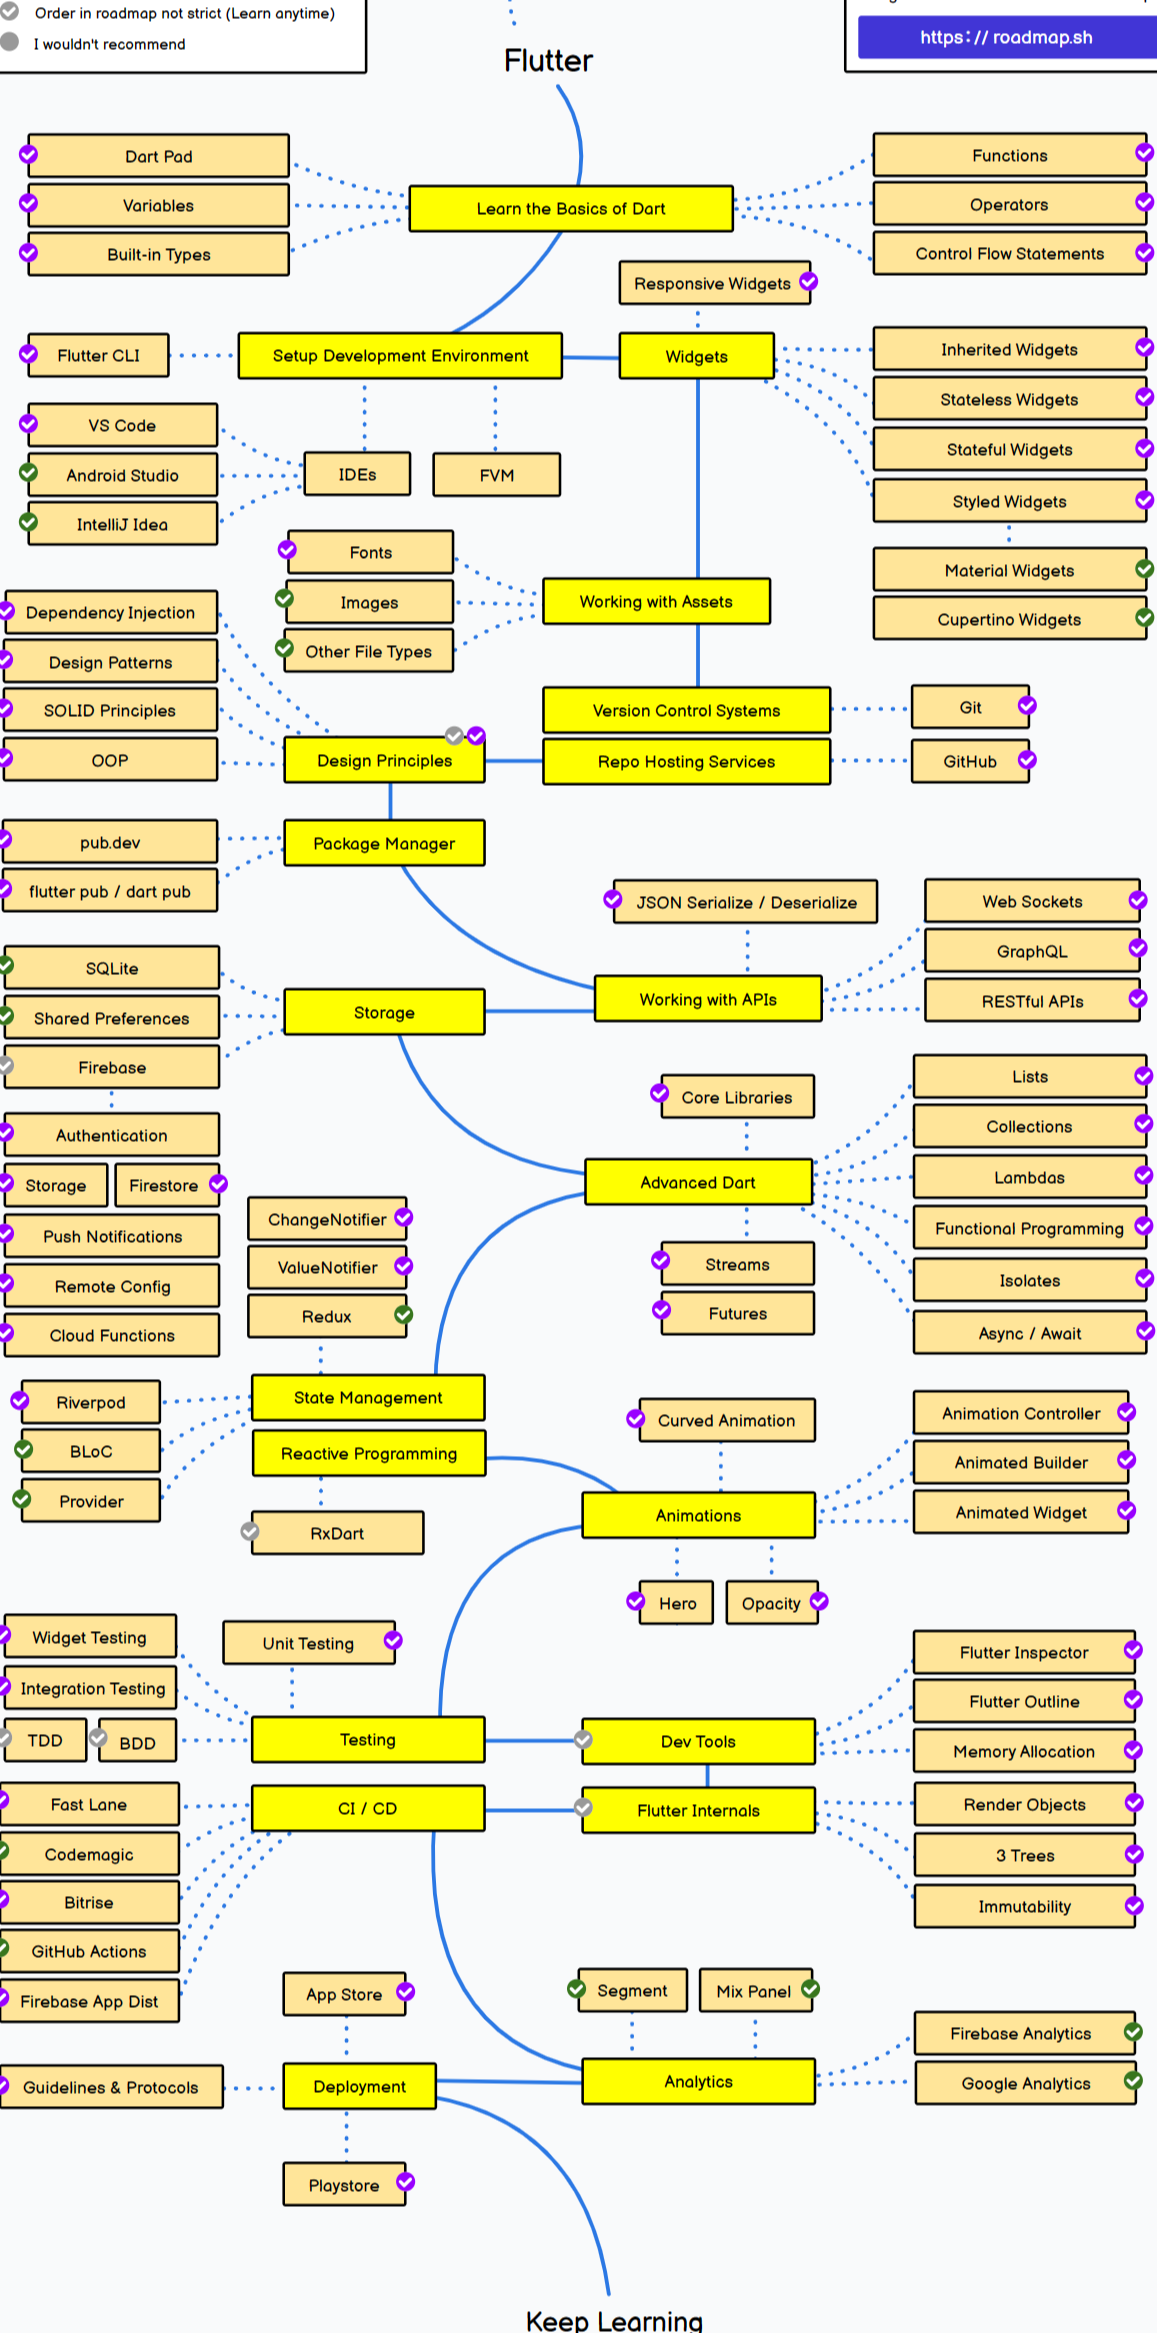 Order in roadmap not strict (Learn anytime)
I wouldn't recommend
https://roadmap.sh
Flutter
Dart Pad
Variables
Built-in Types
Learn the Basics of Dart
Functions
Operators
Control Flow Statements
Responsive Widgets
Flutter CLI
Setup Development Environment
Widgets
Inherited Widgets
Stateless Widgets
Stateful Widgets
Styled Widgets
Material Widgets
Cupertino Widgets
VS Code
Android Studio
IntelliJ Idea
IDEs
FVM
Fonts
Images
Other File Types
Working with Assets
Dependency Injection
Design Patterns
SOLID Principles
OOP
Design Principles
Version Control Systems
Repo Hosting Services
Git
GitHub
pub.dev
flutter pub / dart pub
Package Manager
JSON Serialize / Deserialize
Web Sockets
GraphQL
RESTful APIs
Working with APIs
SQLite
Shared Preferences
Firebase
Storage
Authentication
Storage
Firestore
Push Notifications
Remote Config
Cloud Functions
Core Libraries
Advanced Dart
Streams
Futures
Lists
Collections
Lambdas
Functional Programming
Isolates
Async / Await
ChangeNotifier
ValueNotifier
Redux
State Management
Reactive Programming
Riverpod
BLoC
Provider
RxDart
Curved Animation
Animations
Hero
Opacity
Animation Controller
Animated Builder
Animated Widget
Widget Testing
Integration Testing
TDD
BDD
Unit Testing
Testing
Dev Tools
Flutter Inspector
Flutter Outline
Memory Allocation
Fast Lane
Codemagic
Bitrise
GitHub Actions
Firebase App Dist
CI / CD
Flutter Internals
Render Objects
3 Trees
Immutability
App Store
Guidelines & Protocols
Deployment
Playstore
Segment
Mix Panel
Analytics
Firebase Analytics
Google Analytics
Keep Learning